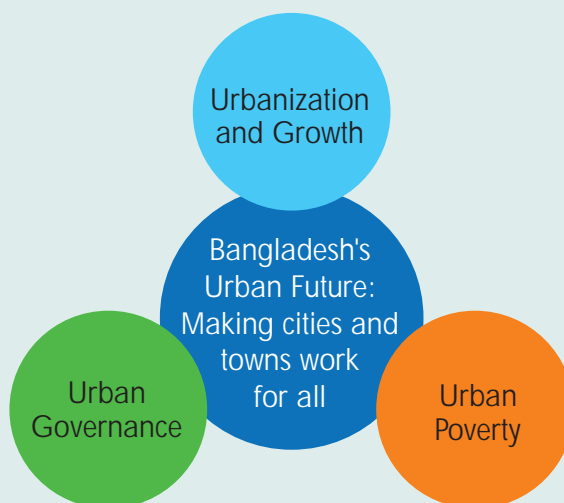 Urbanization
and Growth
Bangladesh's
Urban Future:
Making cities and
towns work
for all
Urban
Governance
Urban
Poverty